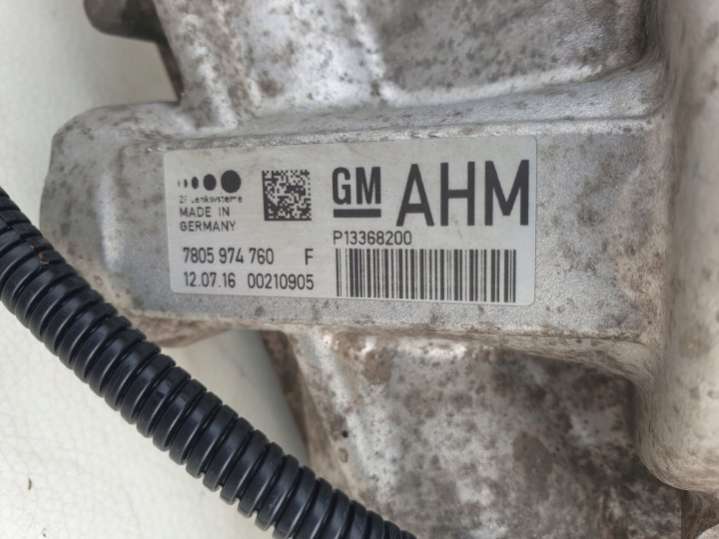 ZF Lenksysteme
MADE IN
GERMANY
7805 974 760 F
12.07.16 00210905
GM AHM
P13368200